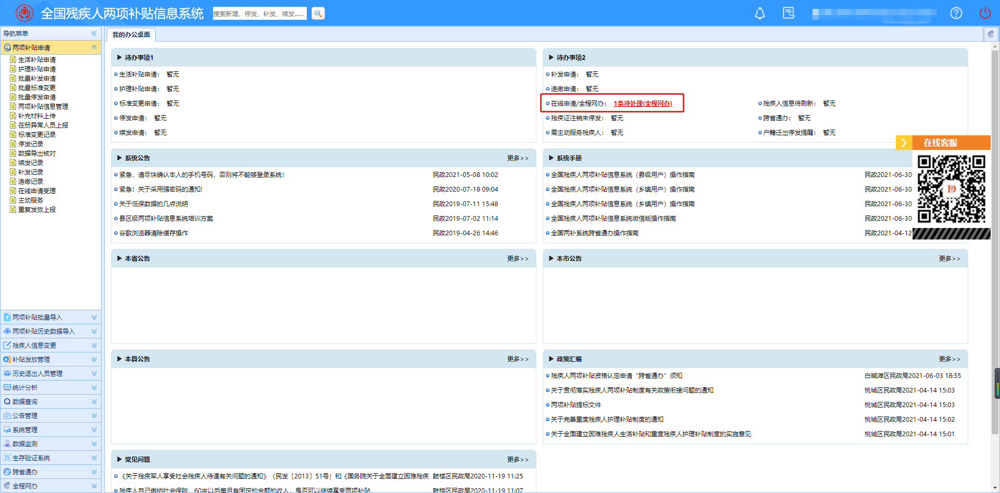 全国残疾人两项补贴信息系统
搜索新增、停发、补发、续发......
导航菜单
我的办公桌面
两项补贴申请
生活补贴申请
护理补贴申请
批量补发申请
批量标准变更
批量停发申请
两项补贴信息管理
补充材料上传
在册异常人员上报
标准变更记录
停发记录
数据导出核对
续发记录
补发记录
追缴记录
在线申请受理
主动服务
重复发放上报
两项补贴批量导入
两项补贴历史数据导入
残疾人信息变更
补贴发放管理
历史退出人员管理
统计分析
数据查询
公告管理
系统管理
数据监测
生存验证系统
跨省通办
全程网办
待办事项1
生活补贴申请： 暂无
护理补贴申请： 暂无
标准变更申请： 暂无
停发申请： 暂无
续发申请： 暂无
待办事项2
补发申请： 暂无
追缴申请： 暂无
在线申请/全程网办： 1条待处理(全程网办)
残疾人信息待刷新： 暂无
残疾证注销未停发： 暂无
跨省通办： 暂无
需主动服务残疾人： 暂无
户籍迁出停发提醒： 暂无
在线客服
D
系统公告 更多>>
紧急，请尽快确认本人的手机号码，否则将不能够登录系统！ 民政2021-05-08 10:02
紧急！关于采用强密码的通知! 民政2020-07-18 09:04
关于低保数据的几点说明 民政2019-07-11 15:48
县区级两项补贴信息系统培训方案 民政2019-07-02 11:14
谷歌浏览器清除缓存操作 民政2019-04-26 14:46
系统手册
全国残疾人两项补贴信息系统（县级用户）操作指南 民政2021-06-30
全国残疾人两项补贴信息系统（乡镇用户）操作指南 民政2021-06-30
全国残疾人两项补贴信息系统（乡镇用户）操作指南 民政2021-06-30
全国残疾人两项补贴信息系统微信版操作指南 民政2021-06-30
全国两补系统跨省通办操作指南 民政2021-04-12
本省公告 更多>>
本市公告 更多>>
本县公告 更多>>
政策汇编 更多>>
残疾人两项补贴资格认定申请“跨省通办”须知 白碱滩区民政局2021-06-03 18:55
关于贯彻落实残疾人两项补贴制度有关政策衔接问题的通知 桃城区民政局2021-04-14 15:03
两项补贴提标文件 桃城区民政局2021-04-14 15:03
关于完善重度残疾人护理补贴制度的通知 桃城区民政局2021-04-14 15:02
关于全面建立困难残疾人生活补贴和重度残疾人护理补贴制度的实施意见 桃城区民政局2021-04-14 15:01
常见问题 更多>>
《关于残疾军人享受社会残疾人待遇有关问题的通知》（民发〔2013〕51号）和《国务院关于全面建立困难残疾 鼓楼区民政局2020-11-19 11:25
残疾人自己缴纳社会保险，60岁以后每月有固定的金额的收入，是否可以继续享受两项补贴 鼓楼区民政局2020-11-19 11:07